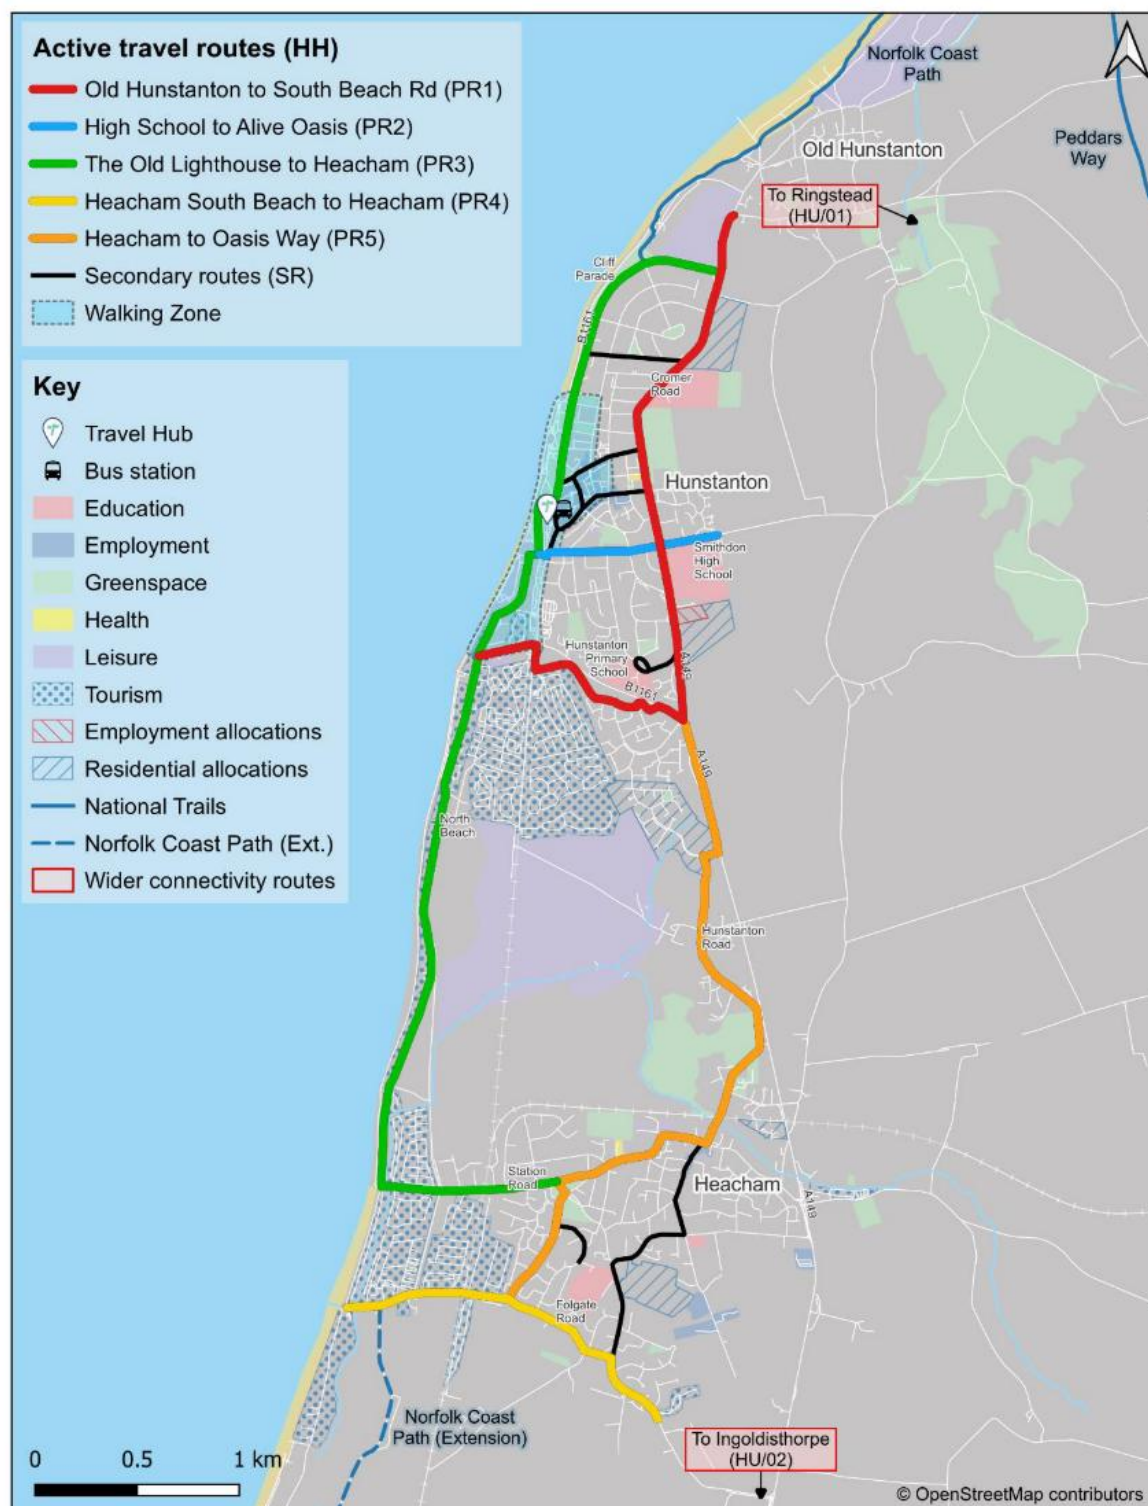 Active travel routes (HH)
Old Hunstanton to South Beach Rd (PR1)
High School to Alive Oasis (PR2)
The Old Lighthouse to Heacham (PR3)
Heacham South Beach to Heacham (PR4)
Heacham to Oasis Way (PR5)
Secondary routes (SR)
Walking Zone
Key
Travel Hub
Bus station
Education
Employment
Greenspace
Health
Leisure
Tourism
Employment allocations
Residential allocations
National Trails
Norfolk Coast Path (Ext.)
Wider connectivity routes
Norfolk Coast
Path
Peddars
Way
Old Hunstanton
To Ringstead
(HU/01)
Cliff
Parade
B1161
Cromer
Road
Hunstanton
Smithdon
High
School
Hunstanton
Primary
School
A149
B1161
A149
North
Beach
Hunstanton
Road
Station
Road
Heacham
A149
Folgate
Road
Norfolk Coast
Path (Extension)
To Ingoldisthorpe
(HU/02)
0 0.5 1 km
© OpenStreetMap contributors